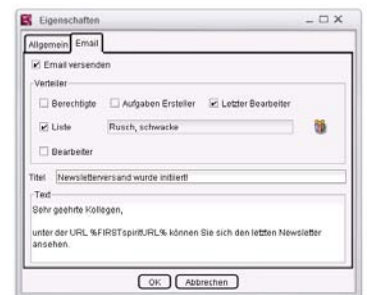 Eigenschaften
Allgemein Email
Email versenden
Verteiler
Berechtigte Aufgaben Ersteller Letzter Bearbeiter
Liste Rusch, schwacke
Bearbeiter
Titel Newsletterversand wurde initiiert!
Text
Sehr geehrte Kollegen,
unter der URL %FIRSTspiritURL% können Sie sich den letzten Newsletter
ansehen.
OK Abbrechen